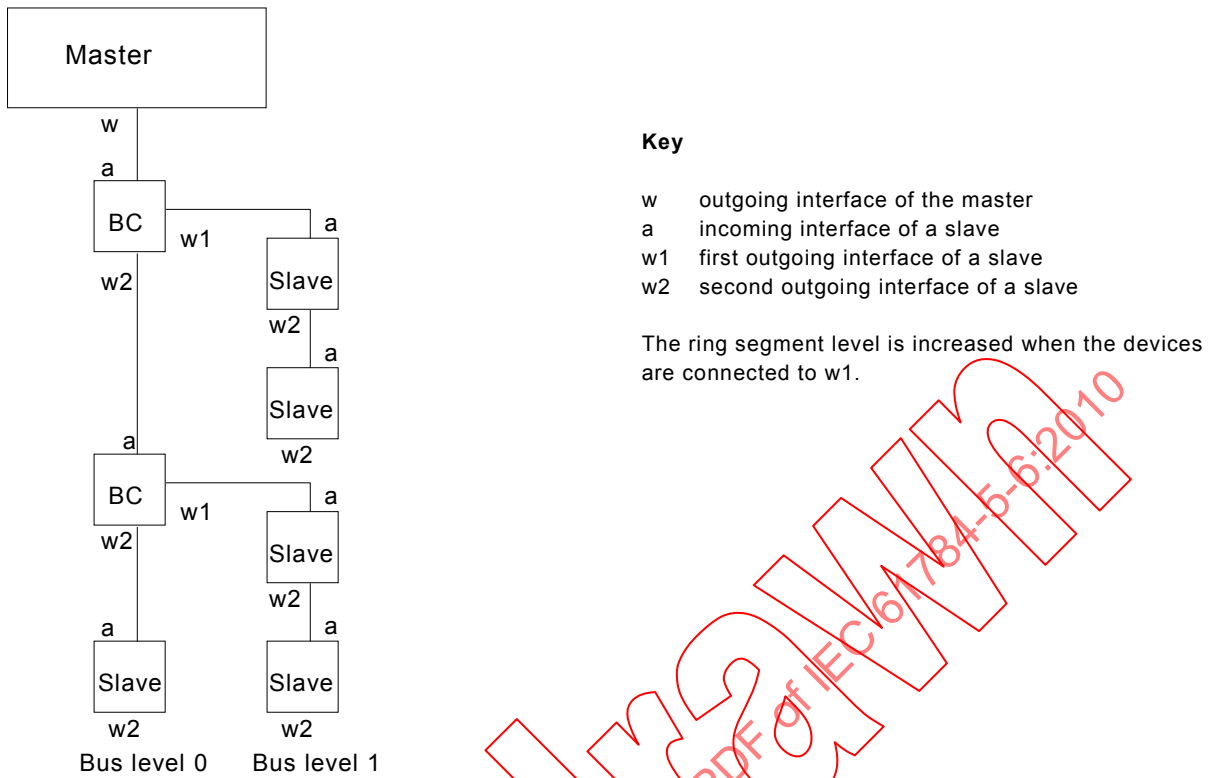 Master
w
a
BC
w1
a
w2
Slave
w2
a
Slave
w2
a
BC
w1
a
w2
Slave
w2
a
a
Slave
Slave
w2
w2
Bus level 0
Bus level 1
Key
w outgoing interface of the master
a incoming interface of a slave
w1 first outgoing interface of a slave
w2 second outgoing interface of a slave
The ring segment level is increased when the devices
are connected to w1.
PDF of IEC 61784-5-6:2010